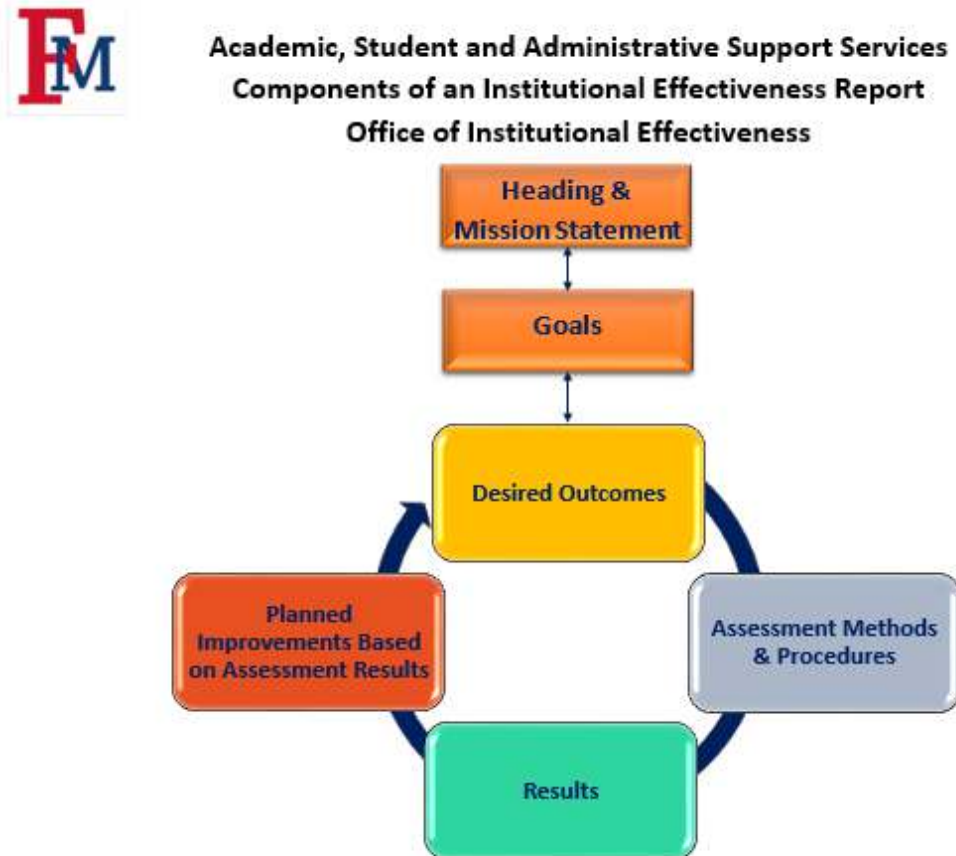 FM
Academic, Student and Administrative Support Services
Components of an Institutional Effectiveness Report
Office of Institutional Effectiveness
Heading &
Mission Statement
Goals
Desired Outcomes
Assessment Methods
& Procedures
Results
Planned
Improvements Based
on Assessment Results